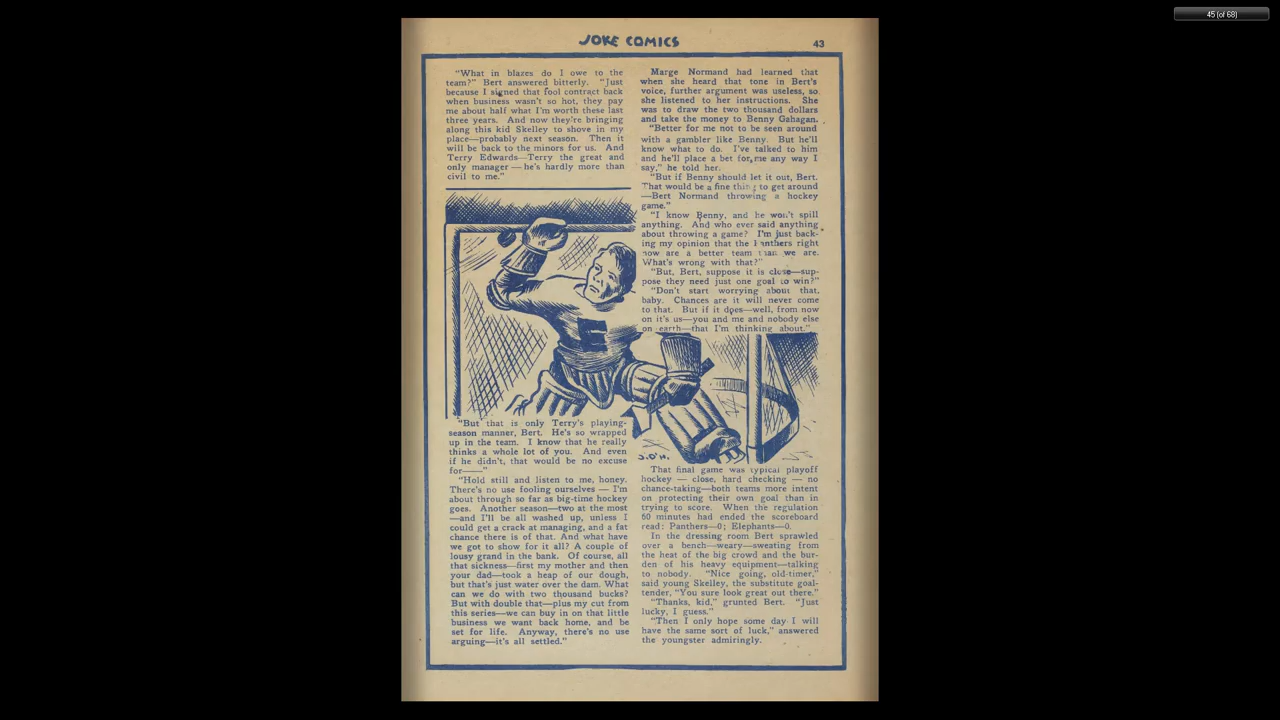 45 (of 68)
JOKE COMICS
43
"What in blazes do I owe to the
team?" Bert answered bitterly. "Just
because I signed that fool contract back
when business wasn't so hot, they pay
me about half what I'm worth these last
three years. And now they're bringing
along this kid Skelley to shove in my
place—probably next season. Then it
will be back to the minors for us. And
Terry Edwards—Terry the great and
only manager — he's hardly more than
civil to me."
"But that is only Terry's playing-
season manner, Bert. He's so wrapped
up in the team. I know that he really
thinks a whole lot of you. And even
if he didn't, that would be no excuse
for——"
"Hold still and listen to me, honey.
There's no use fooling ourselves — I'm
about through so far as big-time hockey
goes. Another season—two at the most
—and I'll be all washed up, unless I
could get a crack at managing, and a fat
chance there is of that. And what have
we got to show for it all? A couple of
lousy grand in the bank. Of course, all
that sickness—first my mother and then
your dad—took a heap of our dough,
but that's just water over the dam. What
can we do with two thousand bucks?
But with double that—plus my cut from
this series—we can buy in on that little
business we want back home, and be
set for life. Anyway, there's no use
arguing—it's all settled."
Marge Normand had learned that
when she heard that tone in Bert's
voice, further argument was useless, so
she listened to her instructions. She
was to draw the two thousand dollars
and take the money to Benny Gahagan.
"Better for me not to be seen around
with a gambler like Benny. But he'll
know what to do. I've talked to him
and he'll place a bet for me any way I
say," he told her.
"But if Benny should let it out, Bert.
That would be a fine thing to get around
—Bert Normand throwing a hockey
game."
"I know Benny, and he won't spill
anything. And who ever said anything
about throwing a game? I'm just back-
ing my opinion that the Panthers right
now are a better team than we are.
What's wrong with that?"
"But, Bert, suppose it is close—sup-
pose they need just one goal to win?"
"Don't start worrying about that,
baby. Chances are it will never come
to that. But if it does—well, from now
on it's us—you and me and nobody else
on earth—that I'm thinking about."
J.O'H.
That final game was typical playoff
hockey — close, hard checking — no
chance-taking—both teams more intent
on protecting their own goal than in
trying to score. When the regulation
60 minutes had ended the scoreboard
read: Panthers—0; Elephants—0.
In the dressing room Bert sprawled
over a bench—weary—sweating from
the heat of the big crowd and the bur-
den of his heavy equipment—talking
to nobody. "Nice going, old-timer,"
said young Skelley, the substitute goal-
tender, "You sure look great out there."
"Thanks, kid," grunted Bert. "Just
lucky, I guess."
"Then I only hope some day I will
have the same sort of luck," answered
the youngster admiringly.